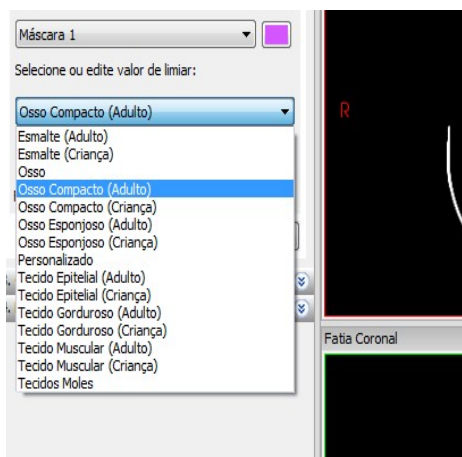 Máscara 1
Selecione ou edite valor de limiar:
Osso Compacto (Adulto)
Esmalte (Adulto)
Esmalte (Criança)
Osso
Osso Compacto (Adulto)
Osso Compacto (Criança)
Osso Esponjoso (Adulto)
Osso Esponjoso (Criança)
Personalizado
Tecido Epitelial (Adulto)
Tecido Epitelial (Criança)
Tecido Gorduroso (Adulto)
Tecido Gorduroso (Criança)
Tecido Muscular (Adulto)
Tecido Muscular (Criança)
Tecidos Moles
R
Fatia Coronal